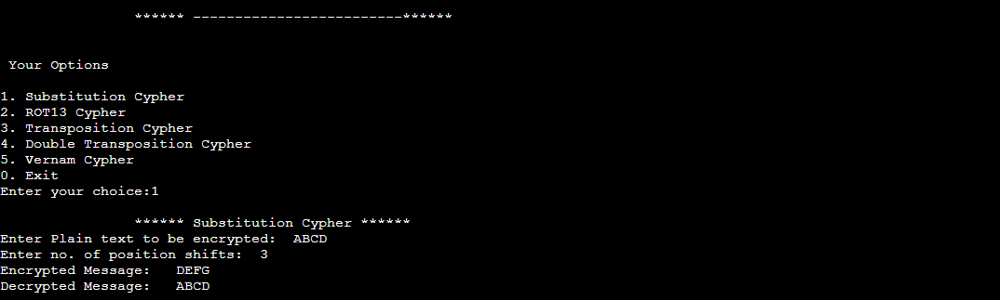 ****** -------------------------******
Your Options
1. Substitution Cypher
2. ROT13 Cypher
3. Transposition Cypher
4. Double Transposition Cypher
5. Vernam Cypher
0. Exit
Enter your choice:1
****** Substitution Cypher ******
Enter Plain text to be encrypted:  ABCD
Enter no. of position shifts:  3
Encrypted Message:   DEFG
Decrypted Message:   ABCD